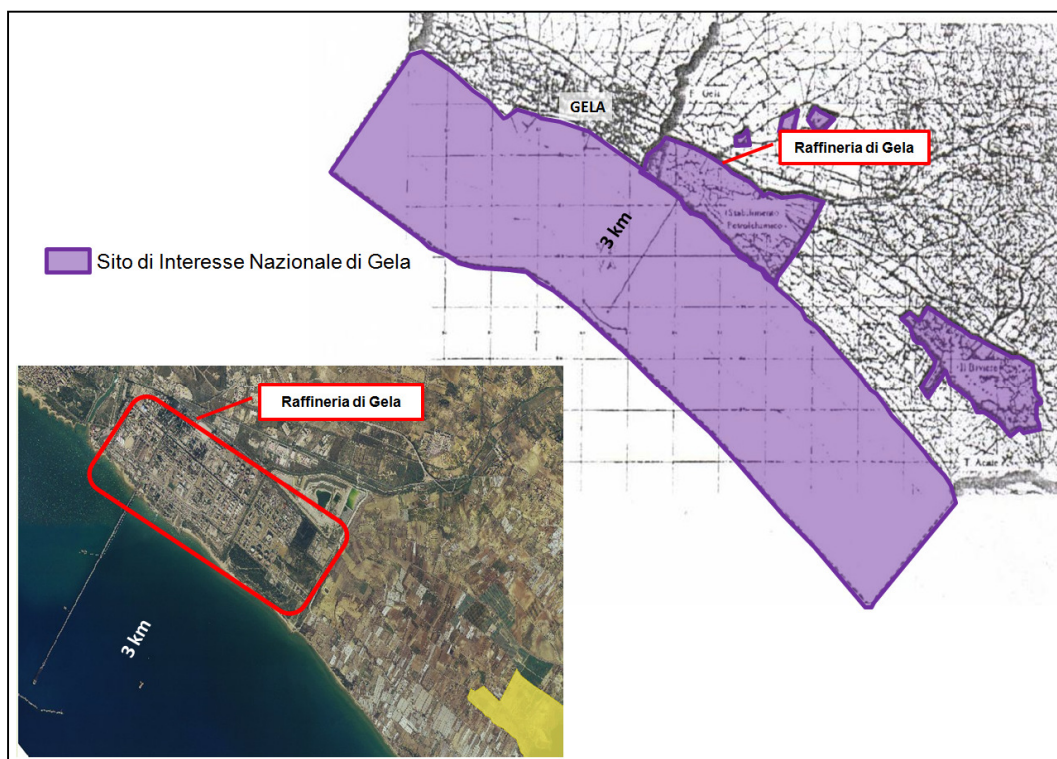 GELA
Raffineria di Gela
Stabilimento
Petrolchimico
3 km
Sito di Interesse Nazionale di Gela
Il Biviere
T. Acate
Raffineria di Gela
3 km